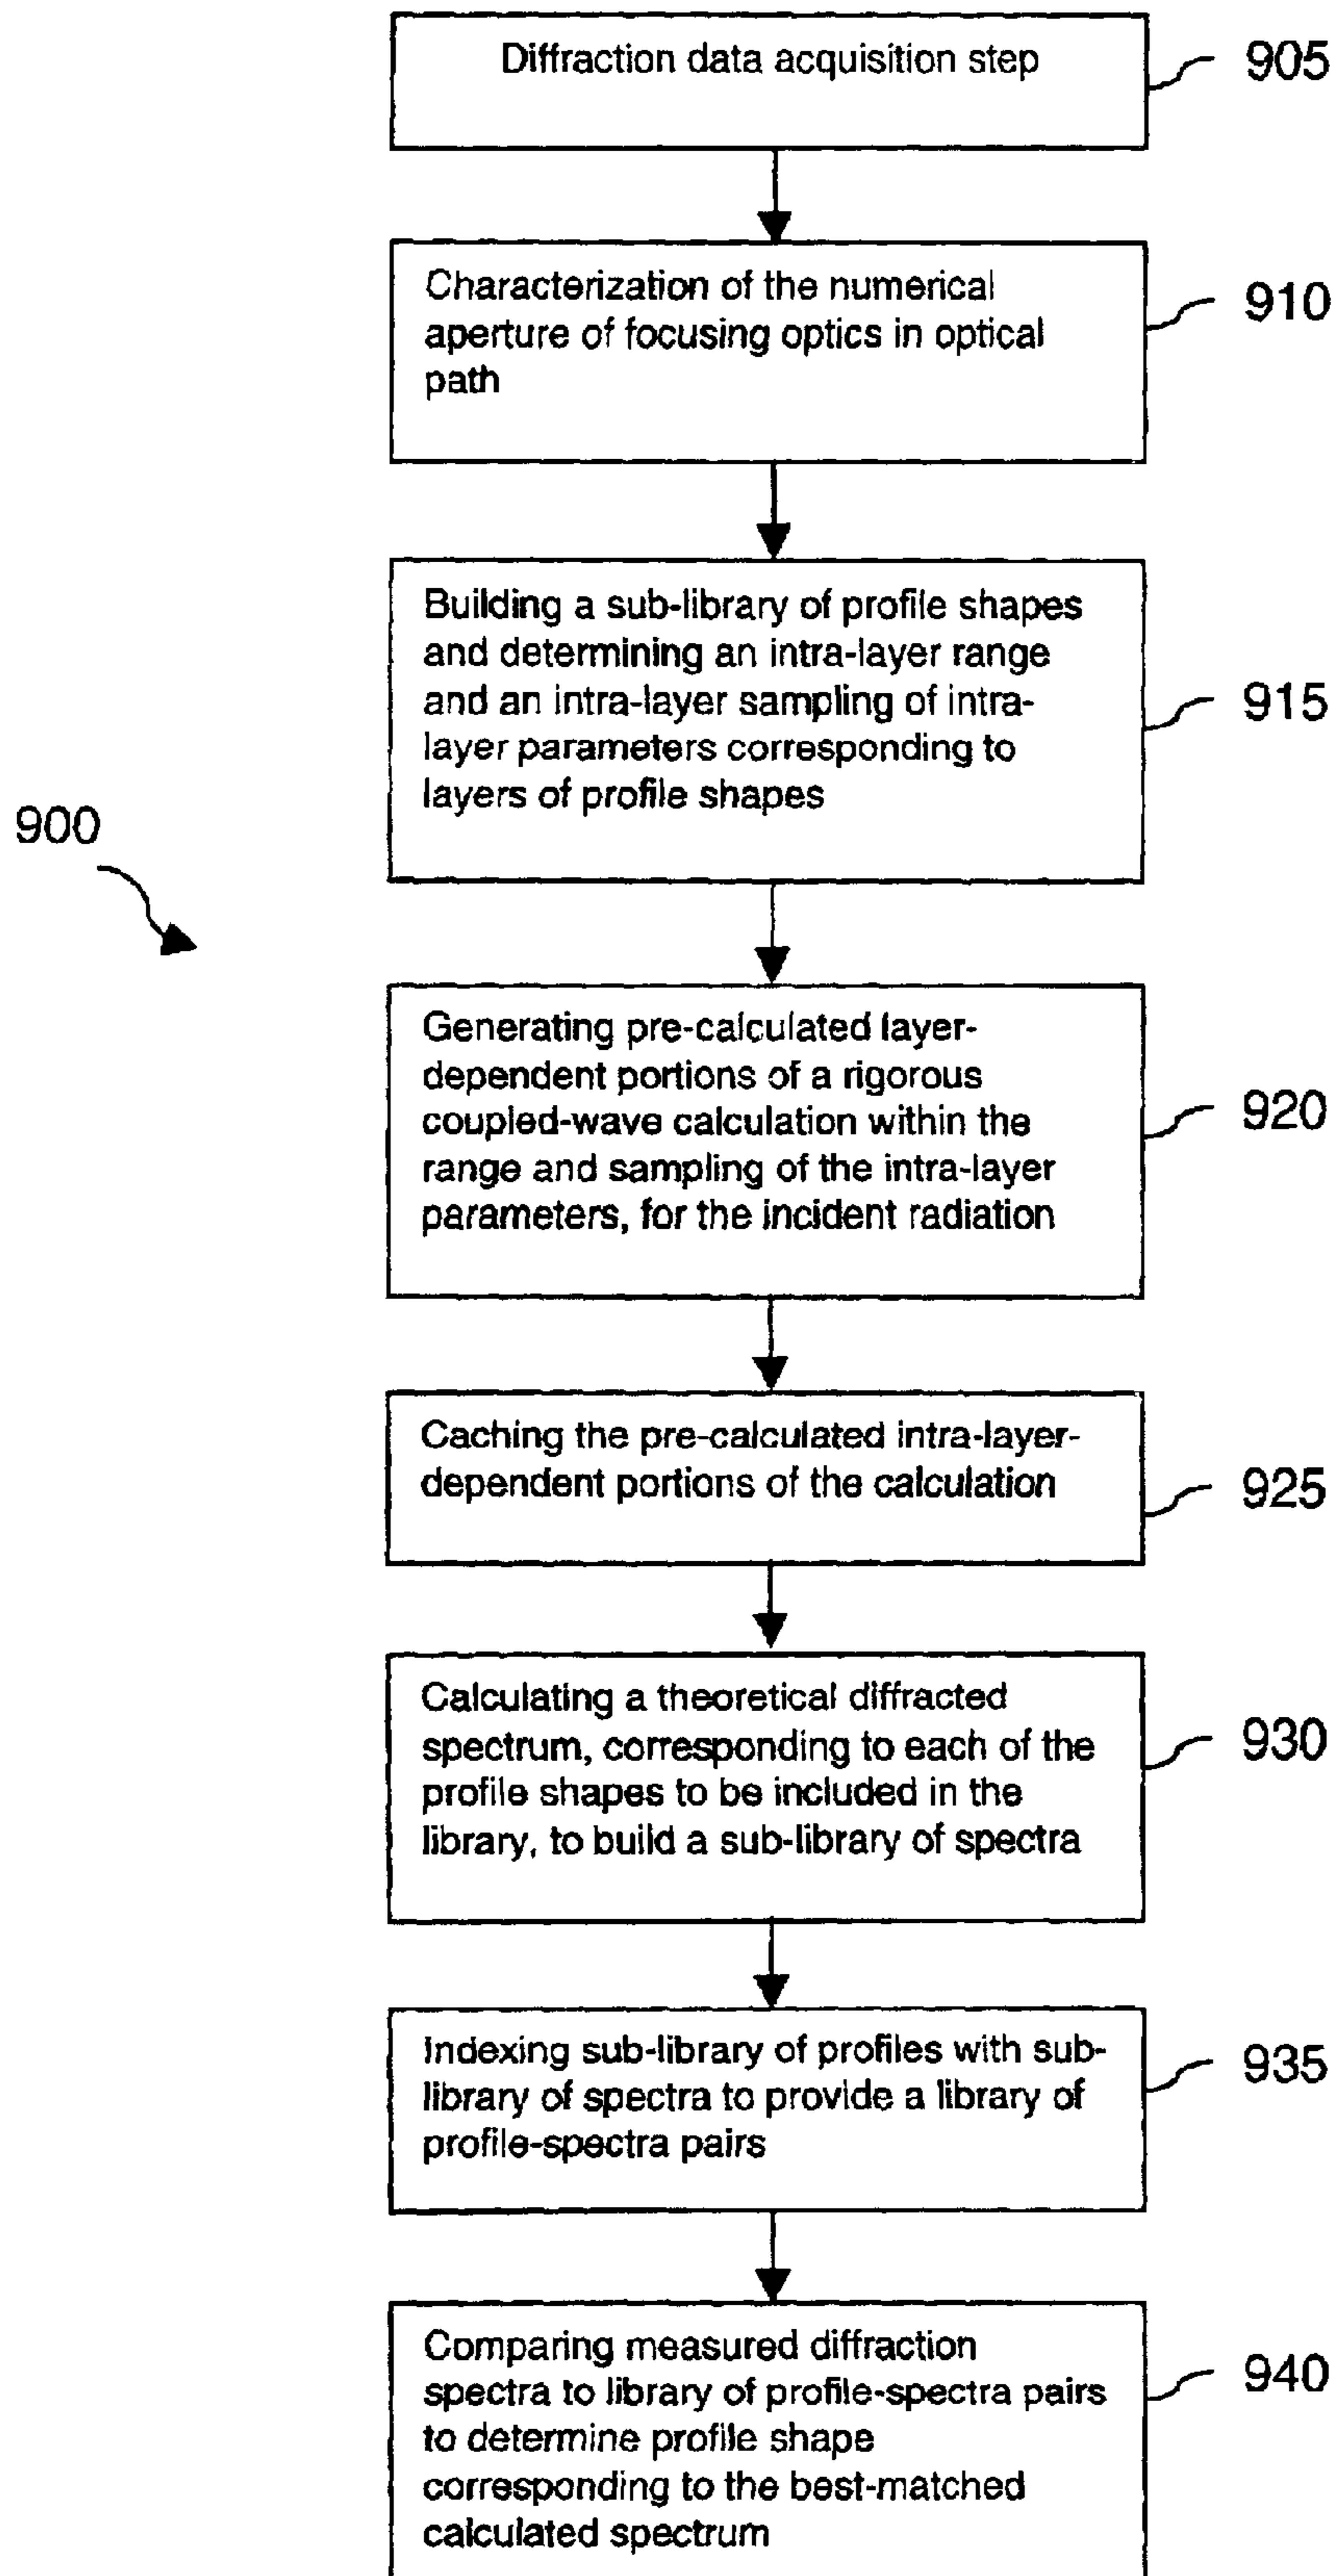 Diffraction data acquisition step
905
Characterization of the numerical
aperture of focusing optics in optical
path
910
Building a sub-library of profile shapes
and determining an intra-layer range
and an intra-layer sampling of intra-
layer parameters corresponding to
layers of profile shapes
915
900
Generating pre-calculated layer-
dependent portions of a rigorous
coupled-wave calculation within the
range and sampling of the intra-layer
parameters, for the incident radiation
920
Caching the pre-calculated intra-layer-
dependent portions of the calculation
925
Calculating a theoretical diffracted
spectrum, corresponding to each of the
profile shapes to be included in the
library, to build a sub-library of spectra
930
Indexing sub-library of profiles with sub-
library of spectra to provide a library of
profile-spectra pairs
935
Comparing measured diffraction
spectra to library of profile-spectra pairs
to determine profile shape
corresponding to the best-matched
calculated spectrum
940